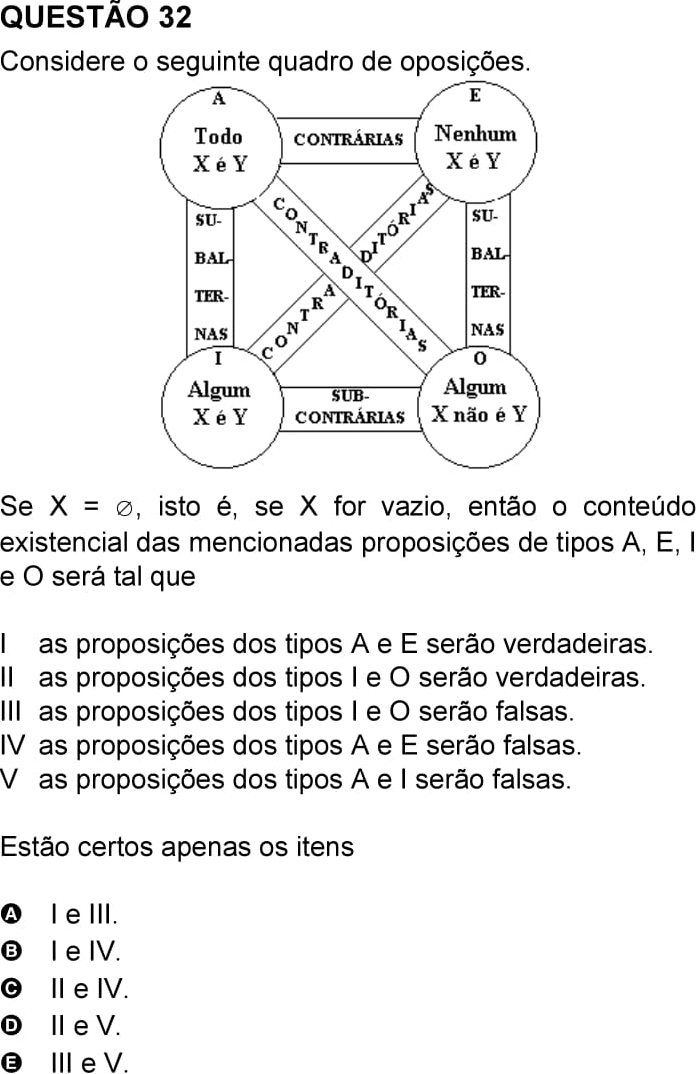 QUESTÃO 32
Considere o seguinte quadro de oposições.
A
Todo
X é Y
CONTRÁRIAS
E
Nenhum
X é Y
SU-
BAL-
TER-
NAS
CONTRADITÓRIAS
CONTRADITÓRIAS
SU-
BAL-
TER-
NAS
I
Algum
X é Y
SUB-
CONTRÁRIAS
O
Algum
X não é Y
Se X = ∅, isto é, se X for vazio, então o conteúdo
existencial das mencionadas proposições de tipos A, E, I
e O será tal que
I as proposições dos tipos A e E serão verdadeiras.
II as proposições dos tipos I e O serão verdadeiras.
III as proposições dos tipos I e O serão falsas.
IV as proposições dos tipos A e E serão falsas.
V as proposições dos tipos A e I serão falsas.
Estão certos apenas os itens
A I e III.
B I e IV.
C II e IV.
D II e V.
E III e V.